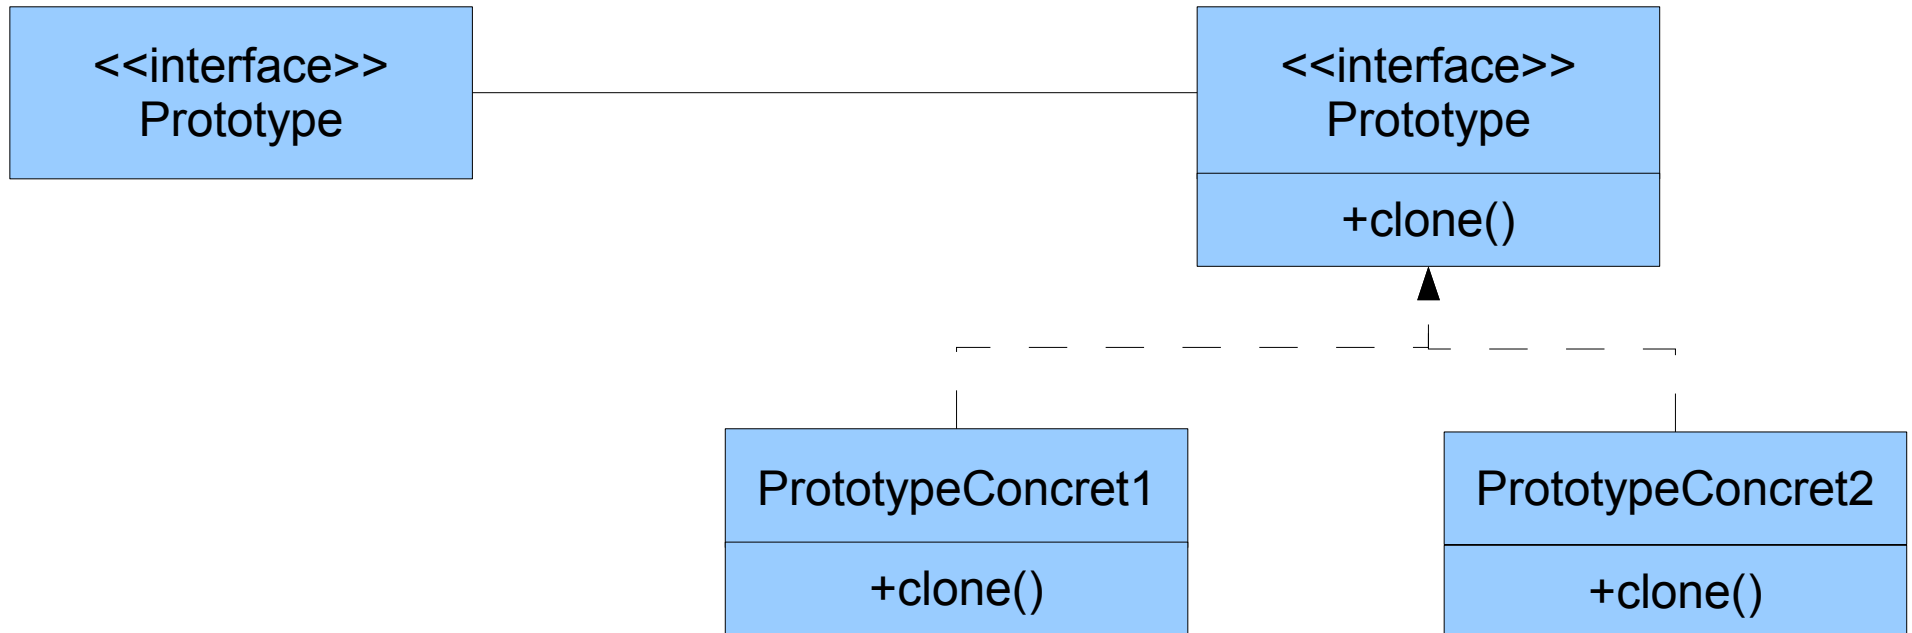 <<interface>>
Prototype
<<interface>>
Prototype
+clone()
PrototypeConcret1
+clone()
PrototypeConcret2
+clone()